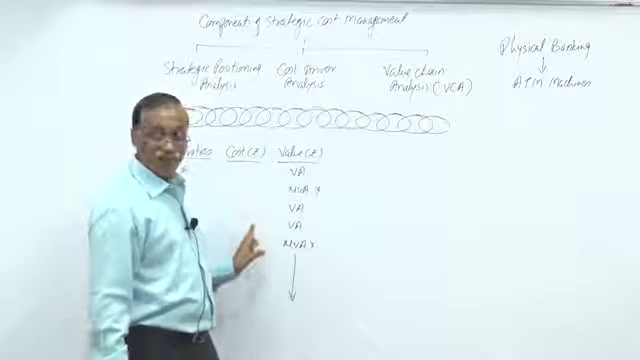 Components of Strategic Cost Management
Strategic Positioning Analysis
Cost Driver Analysis
Value Chain Analysis (VCA)
Physical Banking
ATM Machines
Cost (₹)
Value (₹)
VA
NVA x
VA
VA
NVA x